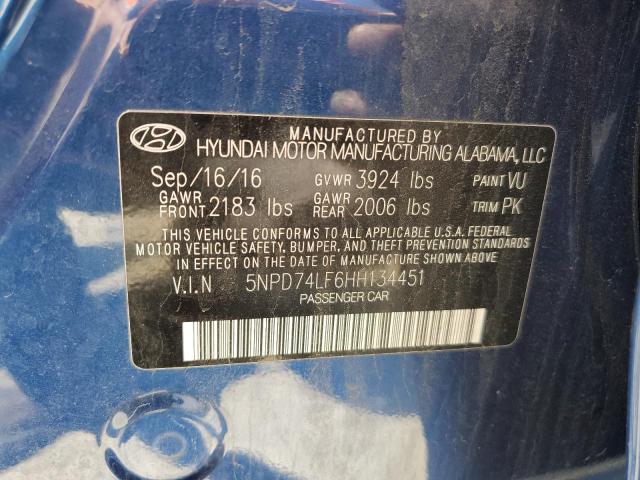 MANUFACTURED BY
HYUNDAI MOTOR MANUFACTURING ALABAMA, LLC
Sep/16/16 GVWR 3924 lbs PAINT VU
GAWR FRONT 2183 lbs GAWR REAR 2006 lbs TRIM PK
THIS VEHICLE CONFORMS TO ALL APPLICABLE U.S.A. FEDERAL
MOTOR VEHICLE SAFETY, BUMPER, AND THEFT PREVENTION STANDARDS
IN EFFECT ON THE DATE OF MANUFACTURE SHOWN ABOVE.
V.I.N 5NPD74LF6HH134451
PASSENGER CAR